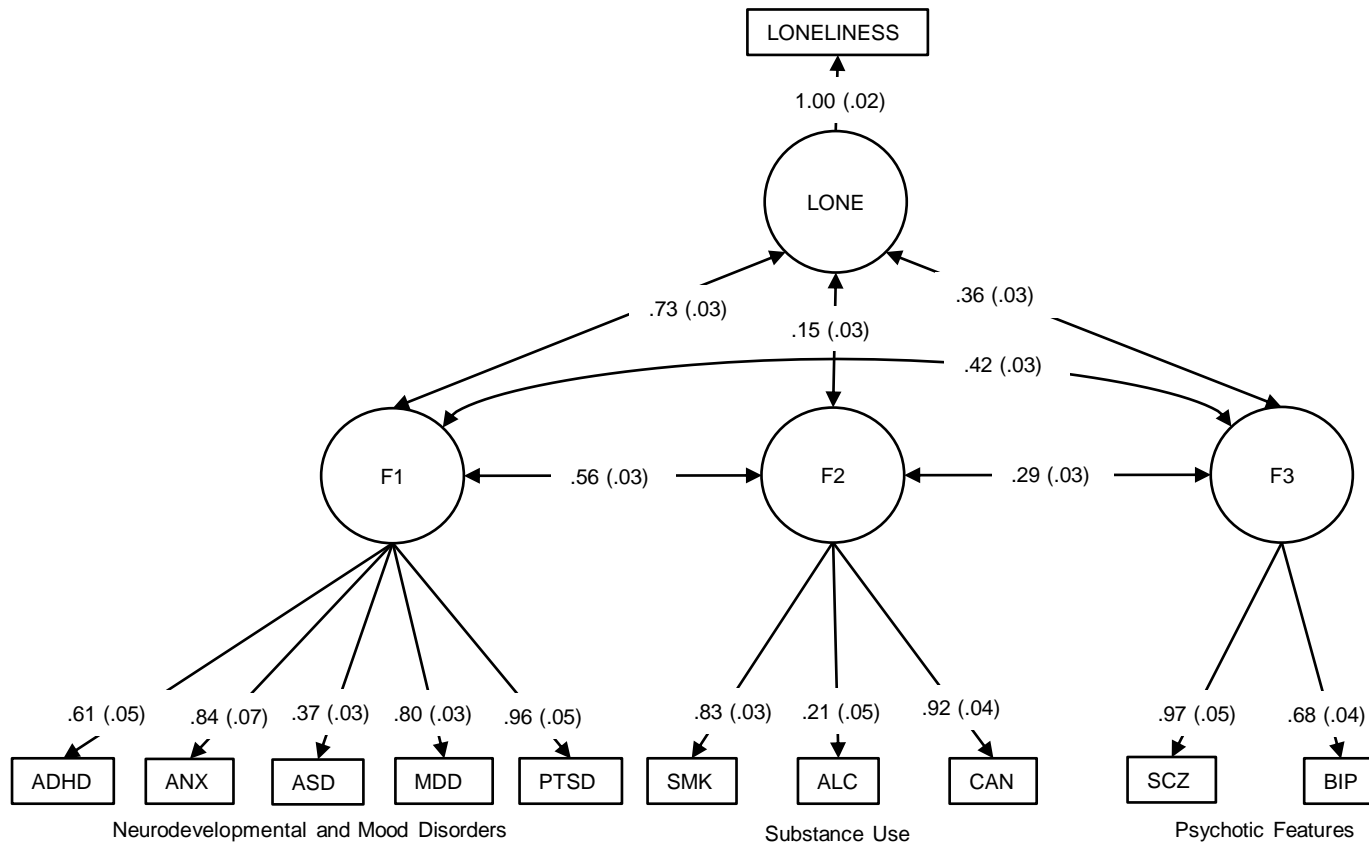 LONELINESS
1.00 (.02)
LONE
.73 (.03)
.15 (.03)
.36 (.03)
.42 (.03)
F1
.56 (.03)
F2
.29 (.03)
F3
.61 (.05)
.84 (.07)
.37 (.03)
.80 (.03)
.96 (.05)
.83 (.03)
.21 (.05)
.92 (.04)
.97 (.05)
.68 (.04)
ADHD
ANX
ASD
MDD
PTSD
SMK
ALC
CAN
SCZ
BIP
Neurodevelopmental and Mood Disorders
Substance Use
Psychotic Features